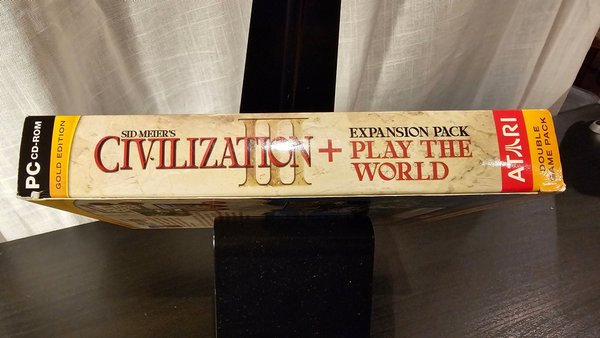 PC CD-ROM
GOLD EDITION
SID MEIER'S
CIVILIZATION
III
+
EXPANSION PACK
PLAY THE
WORLD
ATARI
DOUBLE
GAME PACK